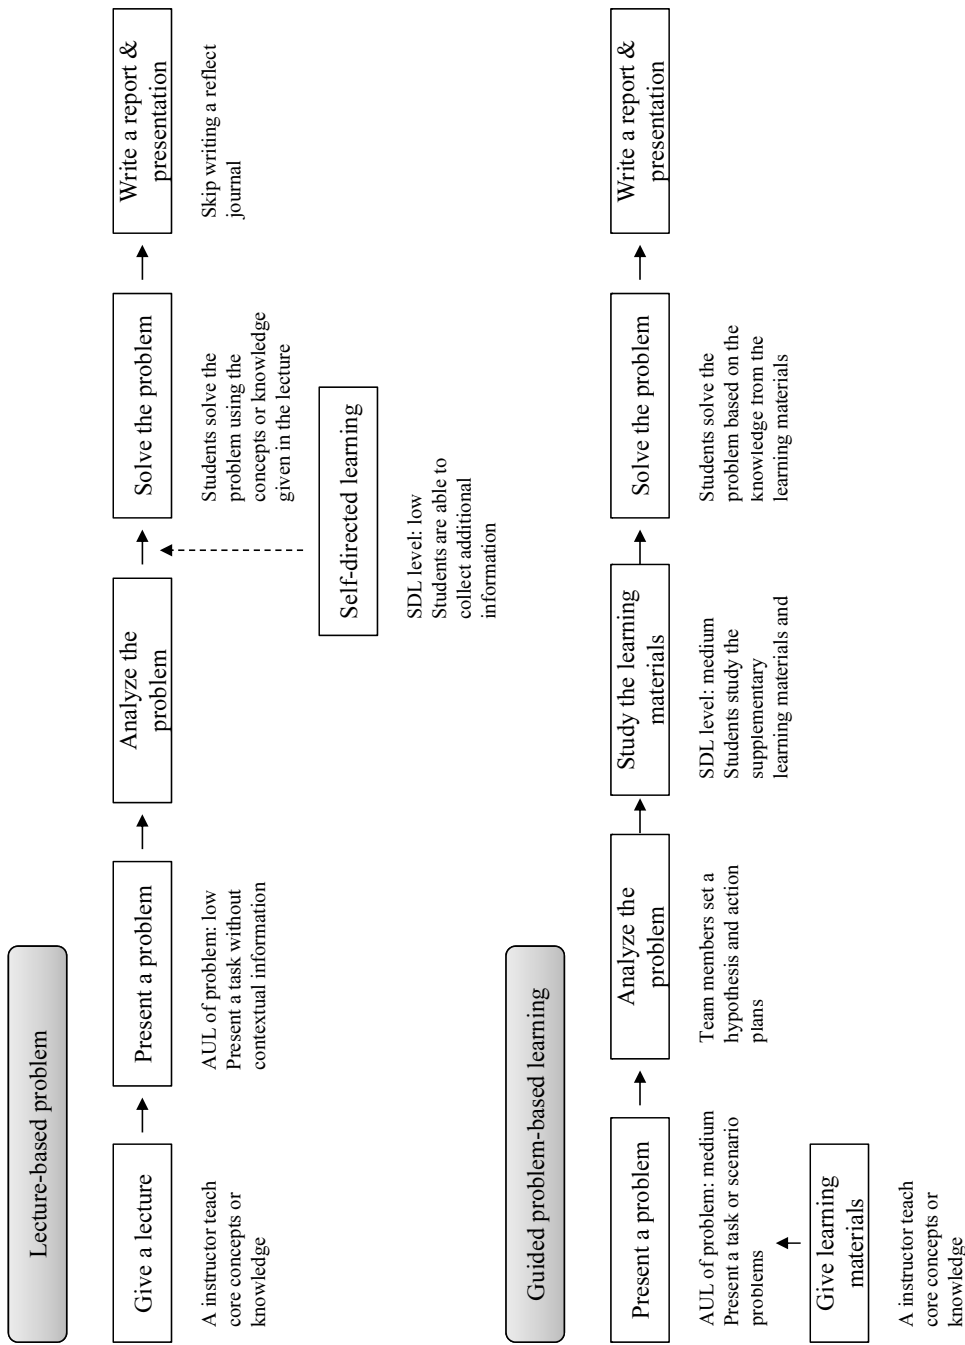 Lecture-based problem
Give a lecture
A instructor teach
core concepts or
knowledge
Present a problem
AUL of problem: low
Present a task without
contextual information
Analyze the
problem
Self-directed learning
SDL level: low
Students are able to
collect additional
information
Solve the problem
Students solve the
problem using the
concepts or knowledge
given in the lecture
Write a report &
presentation
Skip writing a reflect
journal
Guided problem-based learning
Present a problem
AUL of problem: medium
Present a task or scenario
problems
Give learning
materials
A instructor teach
core concepts or
knowledge
Analyze the
problem
Team members set a
hypothesis and action
plans
Study the learning
materials
SDL level: medium
Students study the
supplementary
learning materials and
Solve the problem
Students solve the
problem based on the
knowledge from the
learning materials
Write a report &
presentation